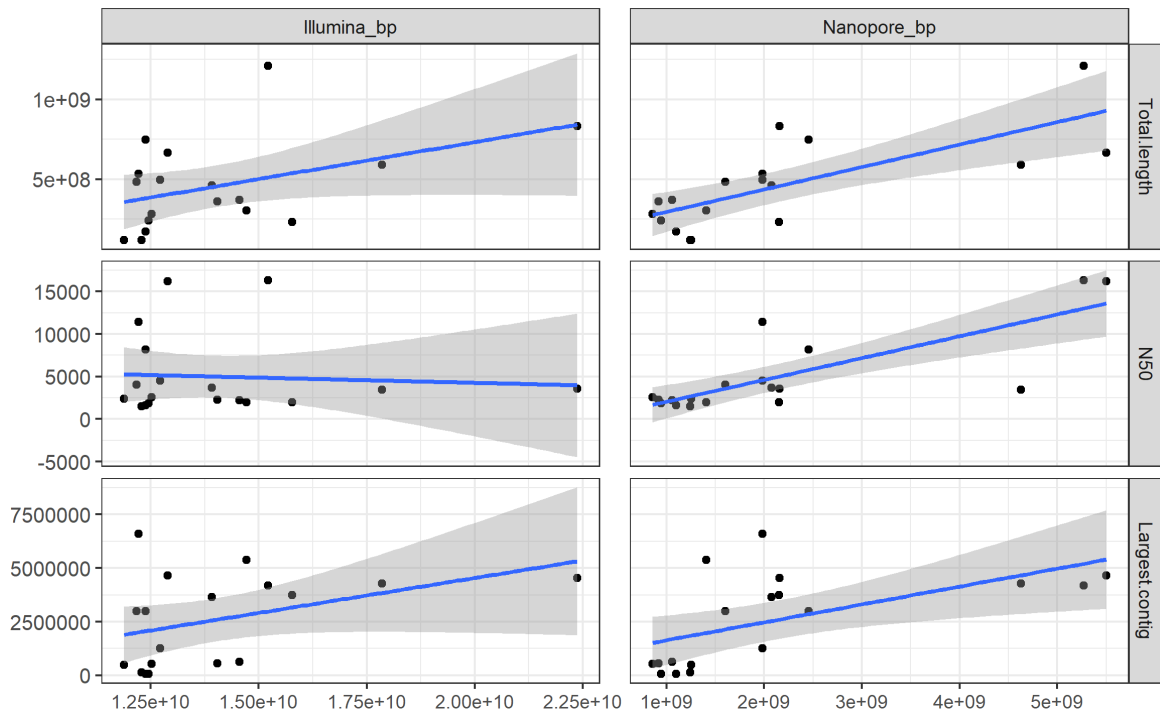 Illumina_bp Nanopore_bp
1e+09
5e+08
Total.length
15000
10000
5000
0
-5000
N50
7500000
5000000
2500000
0
Largest.contig
1.25e+10 1.50e+10 1.75e+10 2.00e+10 2.25e+10 1e+09 2e+09 3e+09 4e+09 5e+09